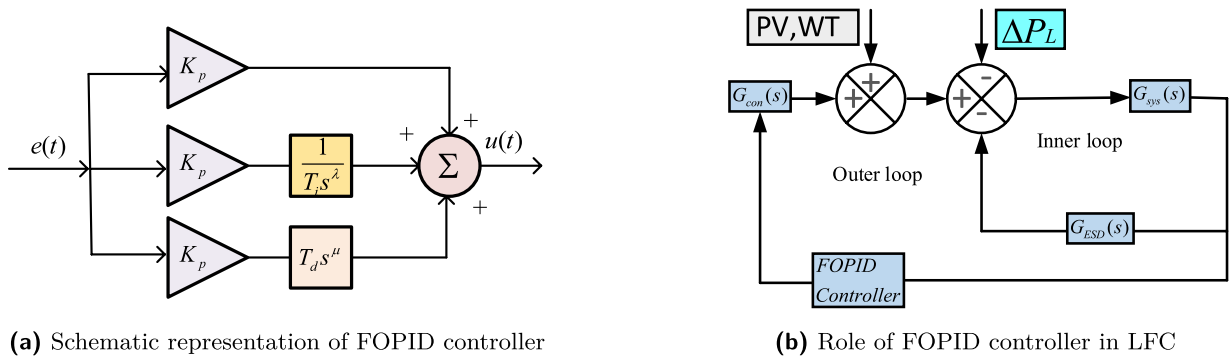 e(t)
K_p
K_p
K_p
1
T_i s^λ
T_d s^μ
+
+
+
Σ
u(t)
(a) Schematic representation of FOPID controller
PV,WT
ΔP_L
G_con(s)
+
+
+
-
-
G_sys(s)
Inner loop
Outer loop
G_ESD(s)
FOPID
Controller
(b) Role of FOPID controller in LFC